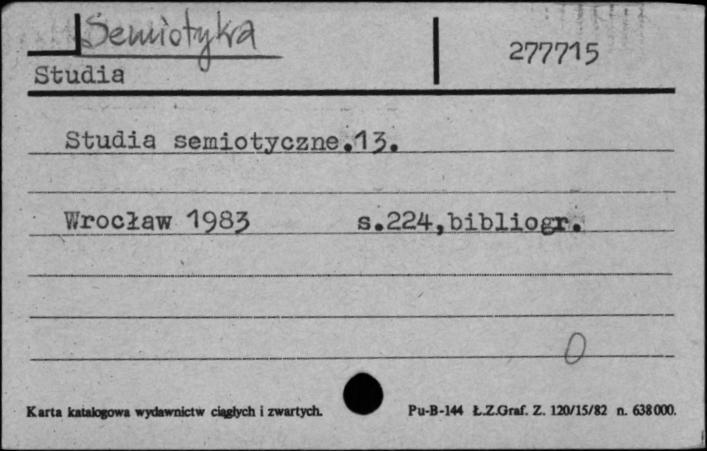 Semiotyka
277715
Studia
Studia semiotyczne.13.
Wrocław 1983 s.224,bibliogr.
0
Karta katalogowa wydawnictw ciągłych i zwartych. Pu-B-144 Ł.Z.Graf. Z. 120/15/82 n. 638000.